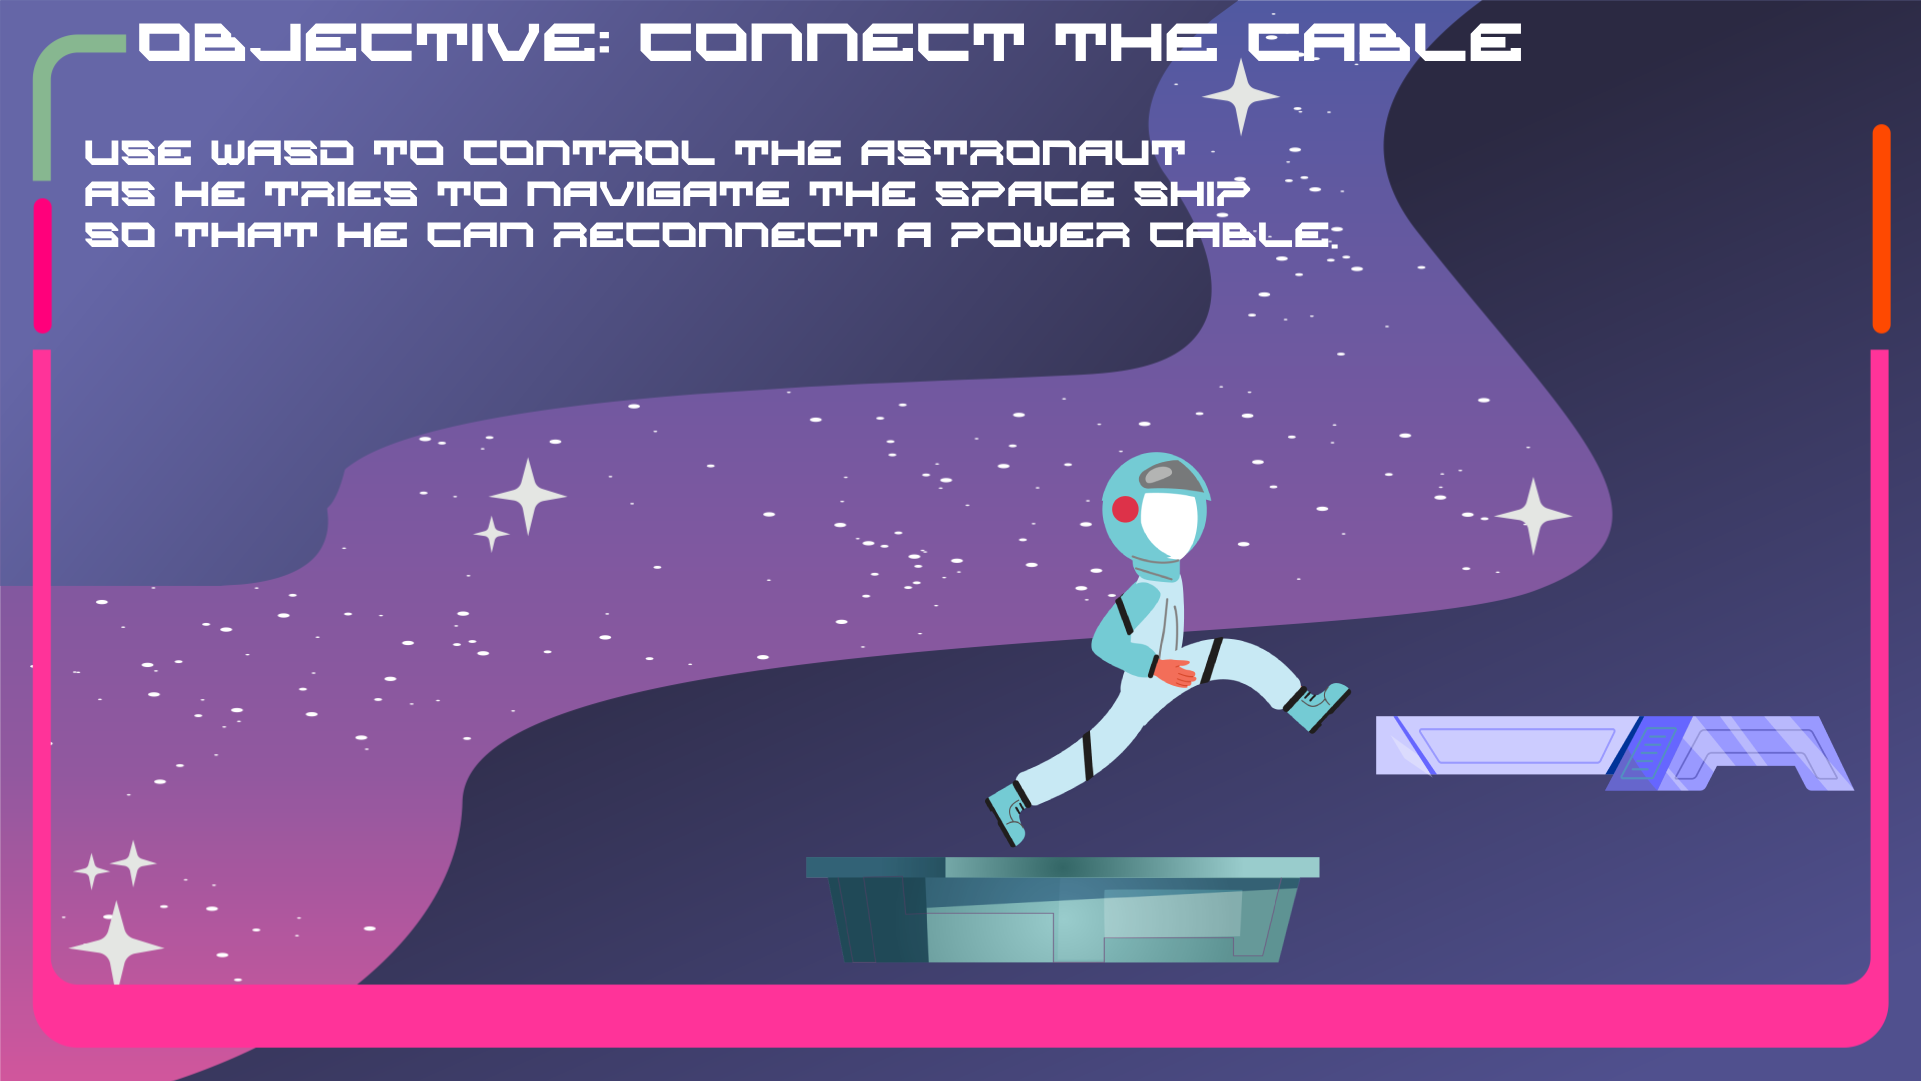 OBJECTIVE: CONNECT THE CABLE
USE WASD TO CONTROL THE ASTRONAUT
AS HE TRIES TO NAVIGATE THE SPACE SHIP
SO THAT HE CAN RECONNECT A POWER CABLE.